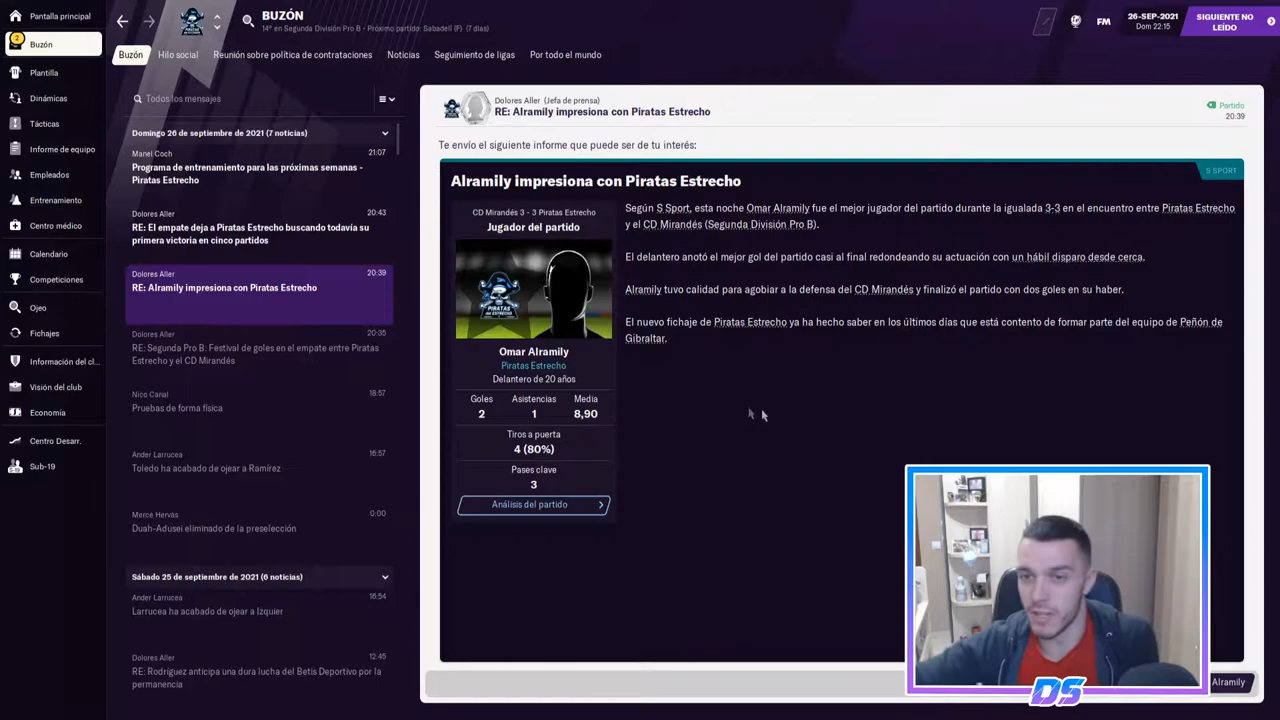 Pantalla principal
2
Buzón
Plantilla
Dinámicas
Tácticas
Informe de equipo
Empleados
Entrenamiento
Centro médico
Calendario
Competiciones
Ojeo
Fichajes
Información del cl...
Visión del club
Economía
Centro Desarr.
Sub-19
BUZÓN
14º en Segunda División Pro B - Próximo partido: Sabadell (F) (7 días)
FM
26-SEP-2021
Dom 22:15
SIGUIENTE NO LEÍDO
Buzón
Hilo social
Reunión sobre política de contrataciones
Noticias
Seguimiento de ligas
Por todo el mundo
Todos los mensajes
Domingo 26 de septiembre de 2021 (7 noticias)
Manel Coch 21:07
Programa de entrenamiento para las próximas semanas -
Piratas Estrecho
Dolores Aller 20:43
RE: El empate deja a Piratas Estrecho buscando todavía su
primera victoria en cinco partidos
Dolores Aller 20:39
RE: Alramily impresiona con Piratas Estrecho
Dolores Aller 20:35
RE: Segunda Pro B: Festival de goles en el empate entre Piratas
Estrecho y el CD Mirandés
Nico Canal 18:57
Pruebas de forma física
Ander Larrucea 16:57
Toledo ha acabado de ojear a Ramírez
Merce Hervás 0:00
Duah-Adusei eliminado de la preselección
Sábado 25 de septiembre de 2021 (6 noticias)
Ander Larrucea 16:54
Larrucea ha acabado de ojear a Izquier
Dolores Aller 12:45
RE: Rodríguez anticipa una dura lucha del Betis Deportivo por la
permanencia
Dolores Aller (Jefa de prensa)
RE: Alramily impresiona con Piratas Estrecho
Partido
20:39
Te envío el siguiente informe que puede ser de tu interés:
S SPORT
Alramily impresiona con Piratas Estrecho
CD Mirandés 3 - 3 Piratas Estrecho
Jugador del partido
PIRATAS
DEL ESTRECHO
Omar Alramily
Piratas Estrecho
Delantero de 20 años
Goles Asistencias Media
2 1 8,90
Tiros a puerta
4 (80%)
Pases clave
3
Análisis del partido
Según S Sport, esta noche Omar Alramily fue el mejor jugador del partido durante la igualada 3-3 en el encuentro entre Piratas Estrecho
y el CD Mirandés (Segunda División Pro B).
El delantero anotó el mejor gol del partido casi al final redondeando su actuación con un hábil disparo desde cerca.
Alramily tuvo calidad para agobiar a la defensa del CD Mirandés y finalizó el partido con dos goles en su haber.
El nuevo fichaje de Piratas Estrecho ya ha hecho saber en los últimos días que está contento de formar parte del equipo de Peñón de
Gibraltar.
Alramily
DS